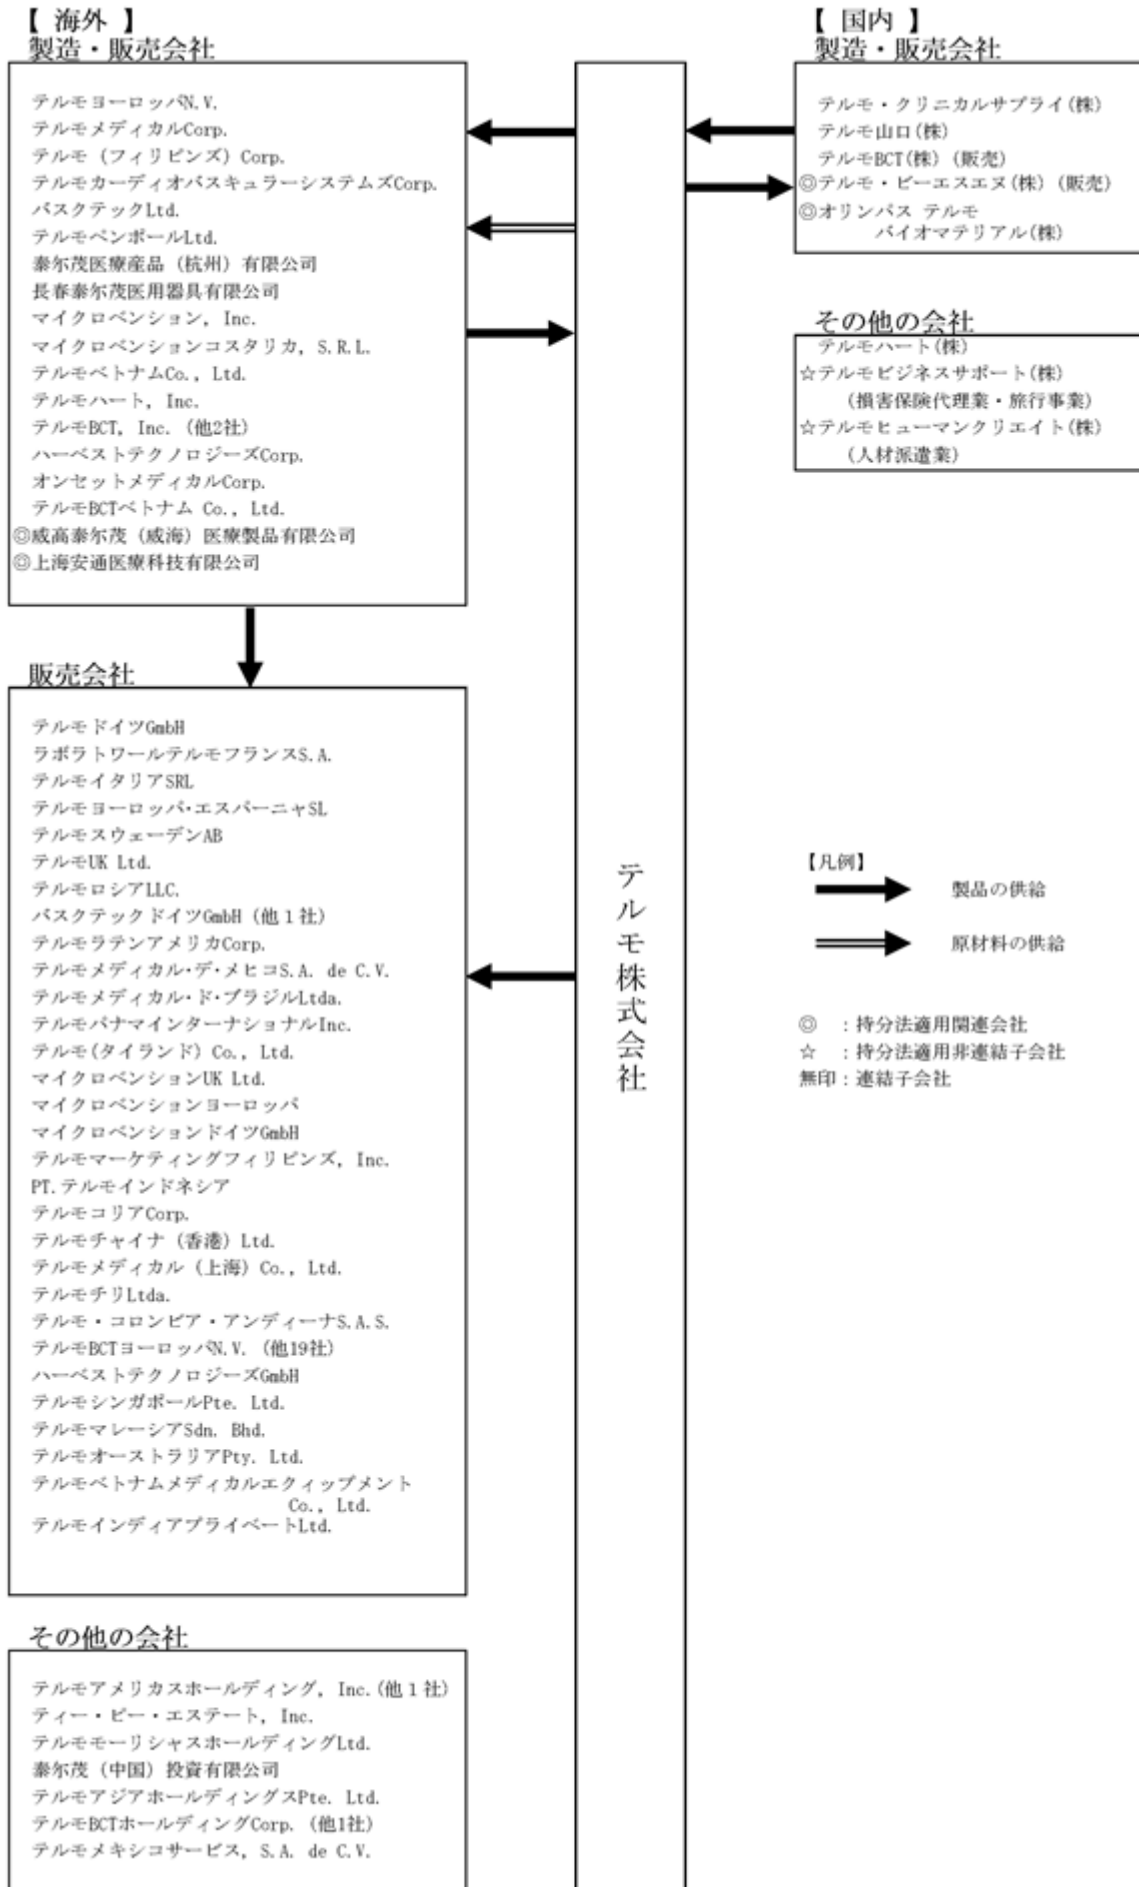 【 海外 】
製造・販売会社
テルモヨーロッパN.V.
テルモメディカルCorp.
テルモ (フィリピンズ) Corp.
テルモカーディオバスキュラーシステムズCorp.
バスクテックLtd.
テルモペンポールLtd.
泰尔茂医療産品 (杭州) 有限公司
長春泰尔茂医用器具有限公司
マイクロベンション, Inc.
マイクロベンションコスタリカ, S.R.L.
テルモベトナムCo., Ltd.
テルモハート, Inc.
テルモBCT, Inc. (他2社)
ハーベストテクノロジーズCorp.
オンセットメディカルCorp.
テルモBCTベトナム Co., Ltd.
◎威高泰尔茂 (威海) 医療製品有限公司
◎上海安通医療科技有限公司
販売会社
テルモドイツGmbH
ラボラトワールテルモフランスS.A.
テルモイタリアSRL
テルモヨーロッパ・エスパーニャSL
テルモスウェーデンAB
テルモUK Ltd.
テルモロシアLLC.
バスクテックドイツGmbH (他1社)
テルモラテンアメリカCorp.
テルモメディカル・デ・メヒコS.A. de C.V.
テルモメディカル・ド・ブラジルLtda.
テルモパナマインターナショナルInc.
テルモ(タイランド) Co., Ltd.
マイクロベンションUK Ltd.
マイクロベンションヨーロッパ
マイクロベンションドイツGmbH
テルモマーケティングフィリピンズ, Inc.
PT.テルモインドネシア
テルモコリアCorp.
テルモチャイナ (香港) Ltd.
テルモメディカル (上海) Co., Ltd.
テルモチリLtda.
テルモ・コロンビア・アンディーナS.A.S.
テルモBCTヨーロッパN.V. (他19社)
ハーベストテクノロジーズGmbH
テルモシンガポールPte. Ltd.
テルモマレーシアSdn. Bhd.
テルモオーストラリアPty. Ltd.
テルモベトナムメディカルエクィップメント
Co., Ltd.
テルモインディアプライベートLtd.
その他の会社
テルモアメリカスホールディング, Inc.(他1社)
ティー・ビー・エステート, Inc.
テルモモーリシャスホールディングLtd.
泰尔茂 (中国) 投資有限公司
テルモアジアホールディングスPte. Ltd.
テルモBCTホールディングCorp. (他1社)
テルモメキシコサービス, S.A. de C.V.
テルモ株式会社
【 国内 】
製造・販売会社
テルモ・クリニカルサプライ(株)
テルモ山口(株)
テルモBCT(株) (販売)
◎テルモ・ビーエスエヌ(株) (販売)
◎オリンパス テルモ
バイオマテリアル(株)
その他の会社
テルモハート(株)
☆テルモビジネスサポート(株)
(損害保険代理業・旅行事業)
☆テルモヒューマンクリエイト(株)
(人材派遣業)
【凡例】
製品の供給
原材料の供給
◎ :持分法適用関連会社
☆ :持分法適用非連結子会社
無印:連結子会社